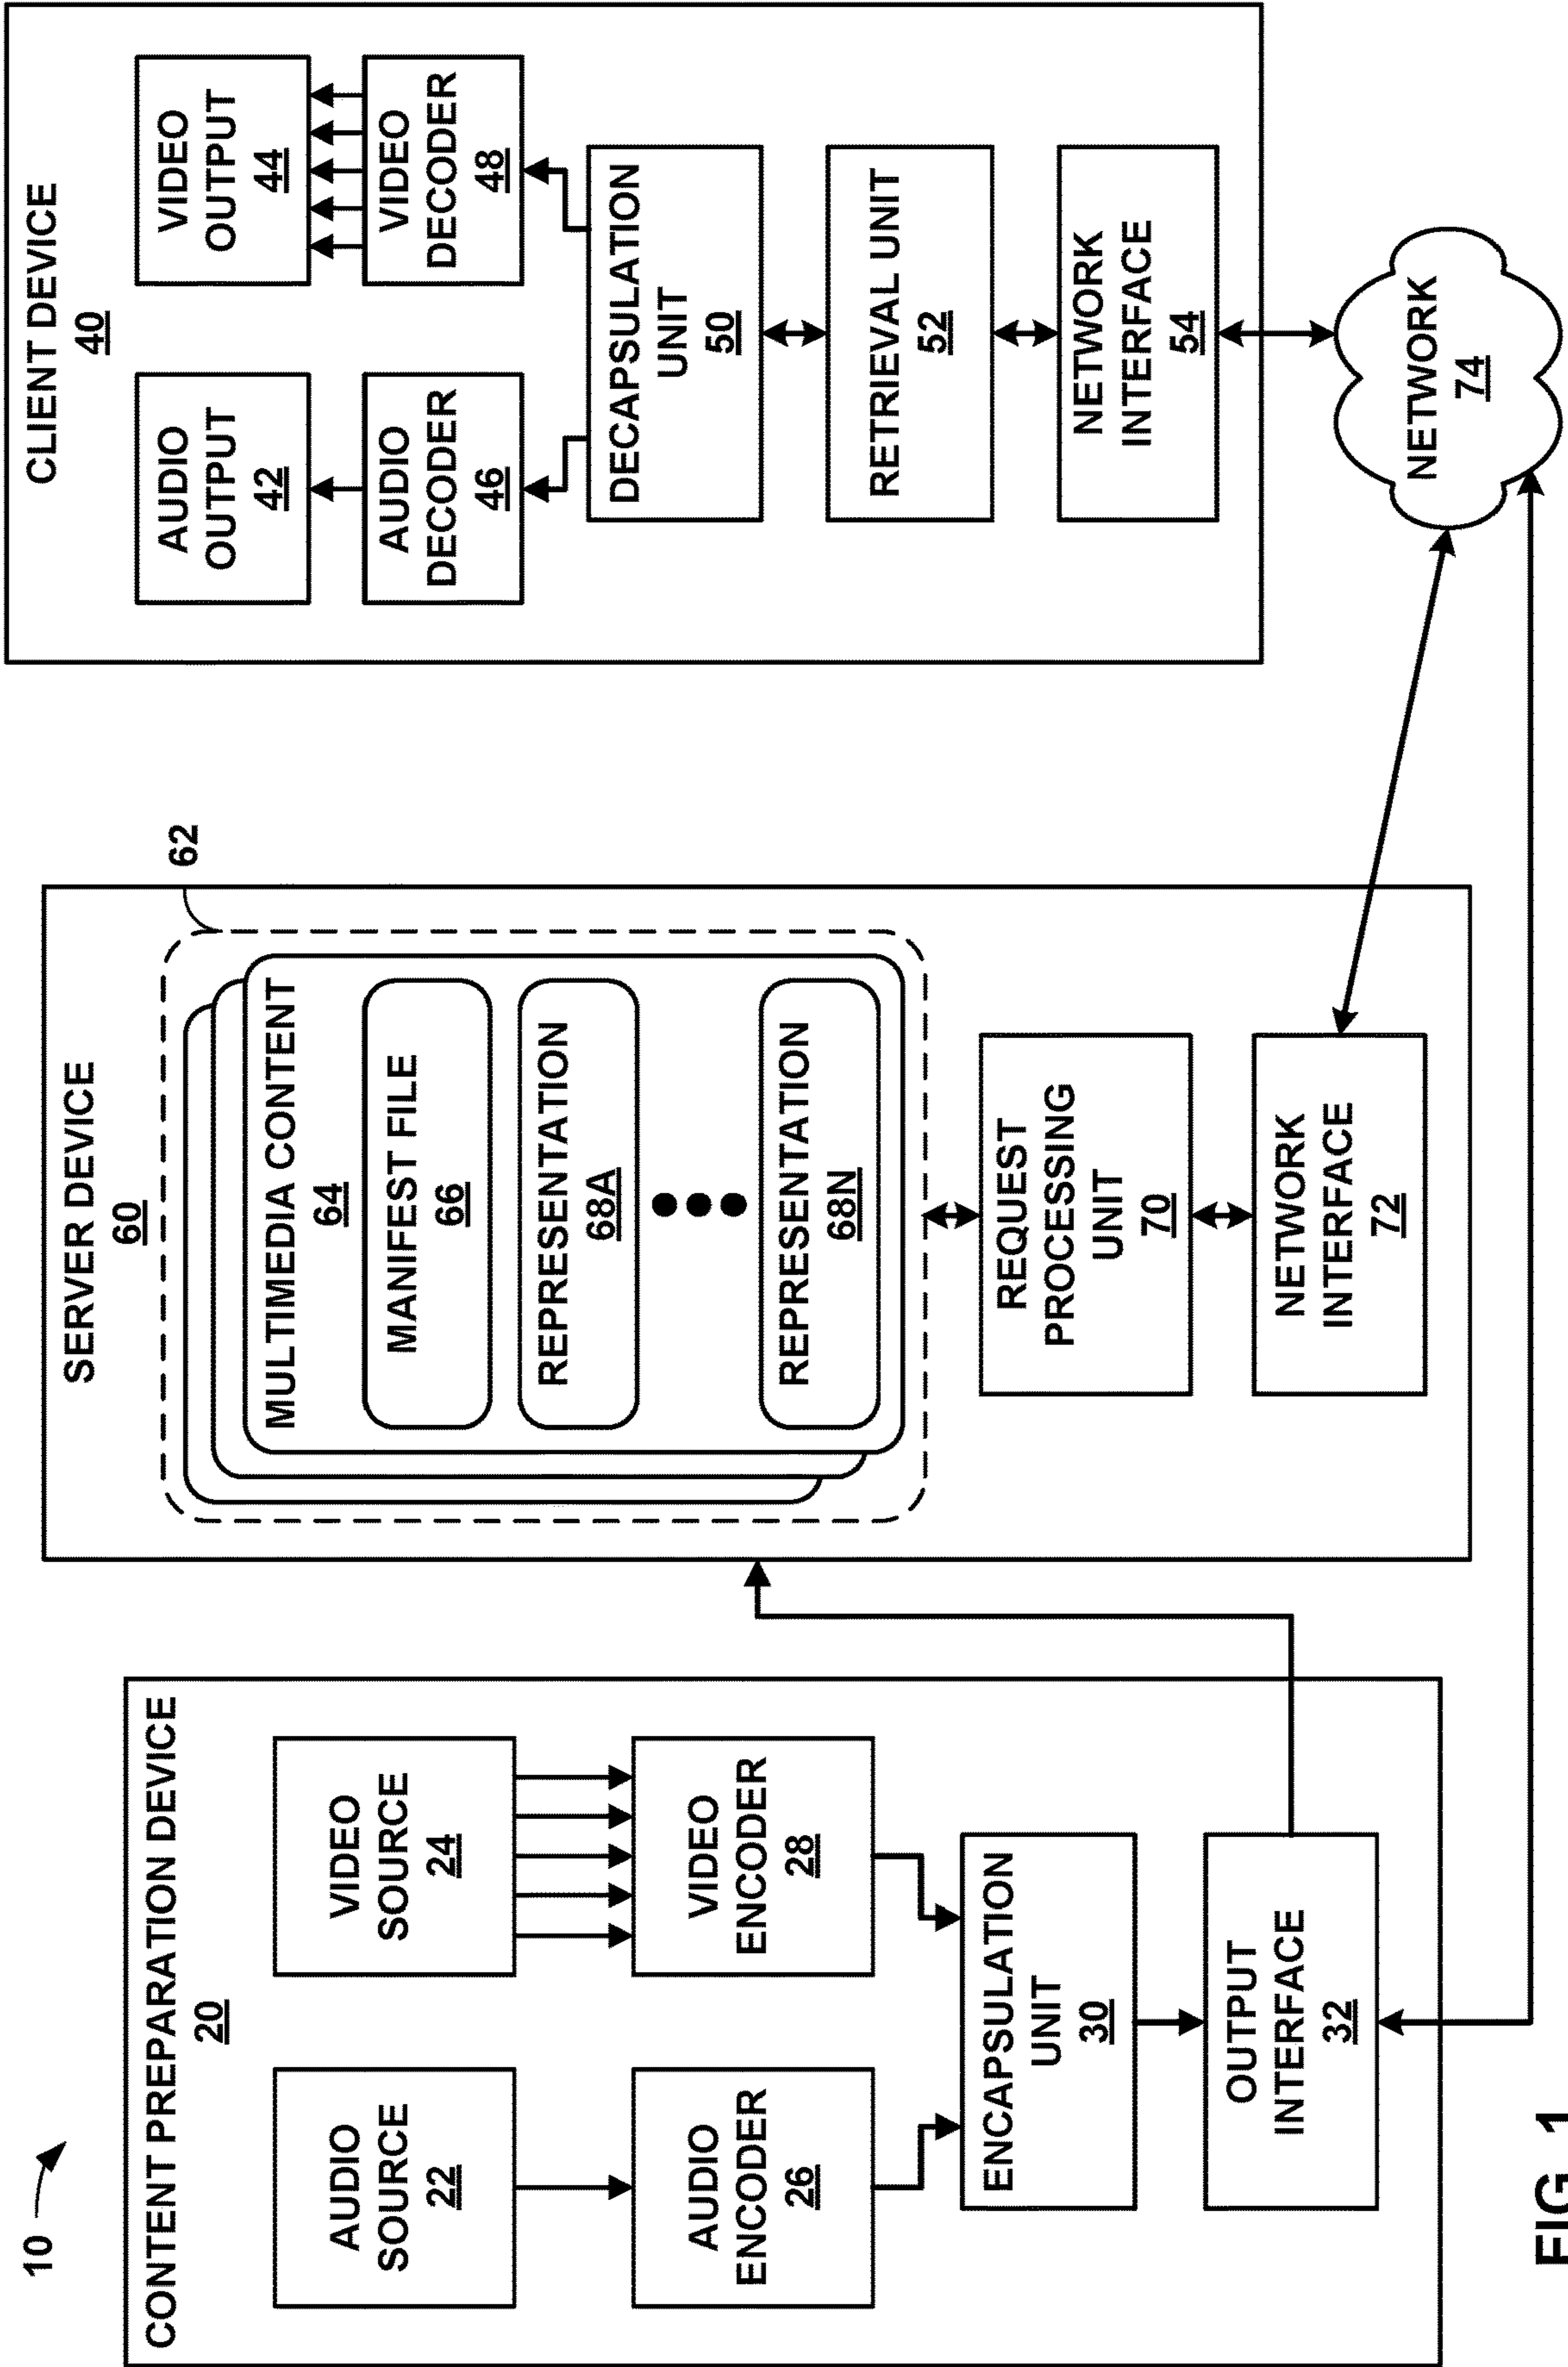 10
CONTENT PREPARATION DEVICE
20
AUDIO
SOURCE
22
VIDEO
SOURCE
24
AUDIO
ENCODER
26
VIDEO
ENCODER
28
ENCAPSULATION
UNIT
30
OUTPUT
INTERFACE
32
SERVER DEVICE
60
62
MULTIMEDIA CONTENT
64
MANIFEST FILE
66
REPRESENTATION
68A
REPRESENTATION
68N
REQUEST
PROCESSING
UNIT
70
NETWORK
INTERFACE
72
CLIENT DEVICE
40
AUDIO
OUTPUT
42
VIDEO
OUTPUT
44
AUDIO
DECODER
46
VIDEO
DECODER
48
DECAPSULATION
UNIT
50
RETRIEVAL UNIT
52
NETWORK
INTERFACE
54
NETWORK
74
FIG. 1